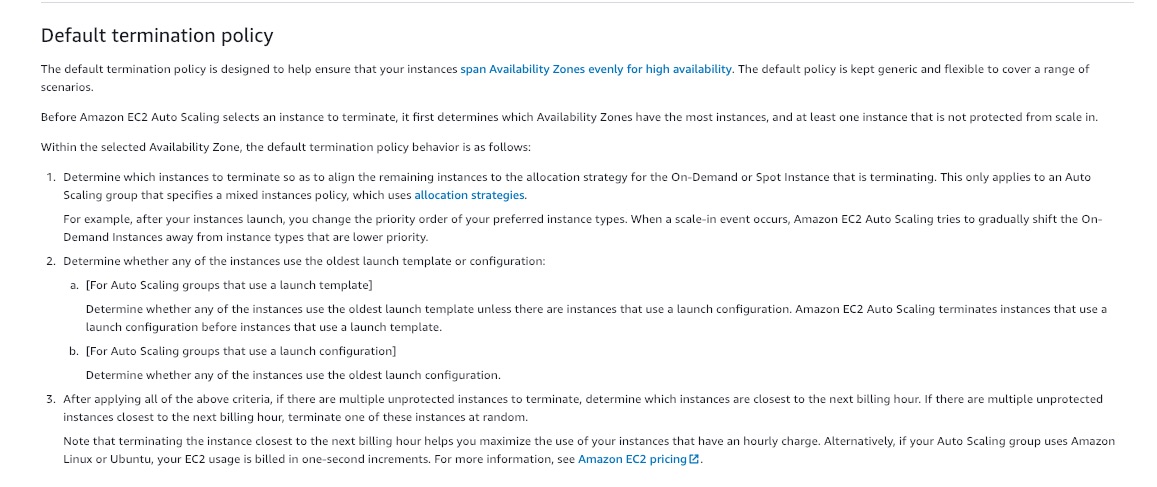 Default termination policy
The default termination policy is designed to help ensure that your instances span Availability Zones evenly for high availability. The default policy is kept generic and flexible to cover a range of
scenarios.
Before Amazon EC2 Auto Scaling selects an instance to terminate, it first determines which Availability Zones have the most instances, and at least one instance that is not protected from scale in.
Within the selected Availability Zone, the default termination policy behavior is as follows:
1. Determine which instances to terminate so as to align the remaining instances to the allocation strategy for the On-Demand or Spot Instance that is terminating. This only applies to an Auto
Scaling group that specifies a mixed instances policy, which uses allocation strategies.
For example, after your instances launch, you change the priority order of your preferred instance types. When a scale-in event occurs, Amazon EC2 Auto Scaling tries to gradually shift the On-
Demand Instances away from instance types that are lower priority.
2. Determine whether any of the instances use the oldest launch template or configuration:
a. [For Auto Scaling groups that use a launch template]
Determine whether any of the instances use the oldest launch template unless there are instances that use a launch configuration. Amazon EC2 Auto Scaling terminates instances that use a
launch configuration before instances that use a launch template.
b. [For Auto Scaling groups that use a launch configuration]
Determine whether any of the instances use the oldest launch configuration.
3. After applying all of the above criteria, if there are multiple unprotected instances to terminate, determine which instances are closest to the next billing hour. If there are multiple unprotected
instances closest to the next billing hour, terminate one of these instances at random.
Note that terminating the instance closest to the next billing hour helps you maximize the use of your instances that have an hourly charge. Alternatively, if your Auto Scaling group uses Amazon
Linux or Ubuntu, your EC2 usage is billed in one-second increments. For more information, see Amazon EC2 pricing.